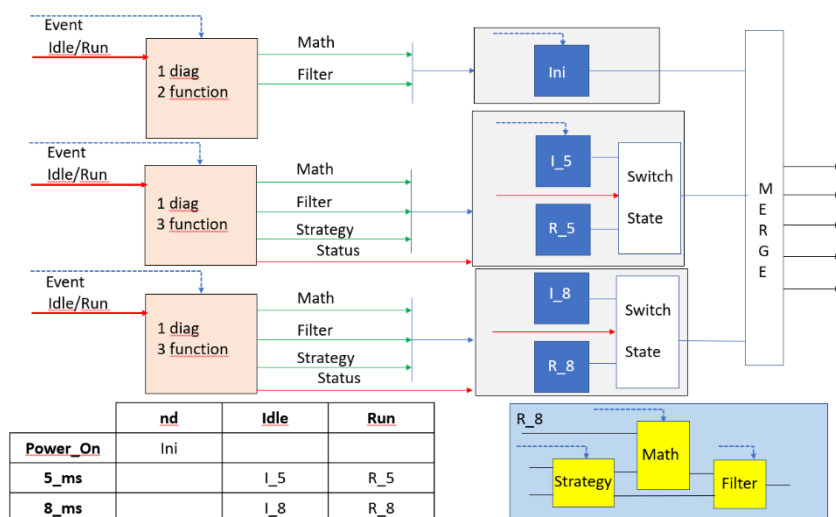 Event
Idle/Run
1 diag
2 function
Math
Filter
Ini
Event
Idle/Run
1 diag
3 function
Math
Filter
Strategy
Status
I_5
R_5
Switch
State
Event
Idle/Run
1 diag
3 function
Math
Filter
Strategy
Status
I_8
R_8
Switch
State
M
E
R
G
E
nd Idle Run
Power_On Ini
5_ms I_5 R_5
8_ms I_8 R_8
R_8
Math
Strategy
Filter